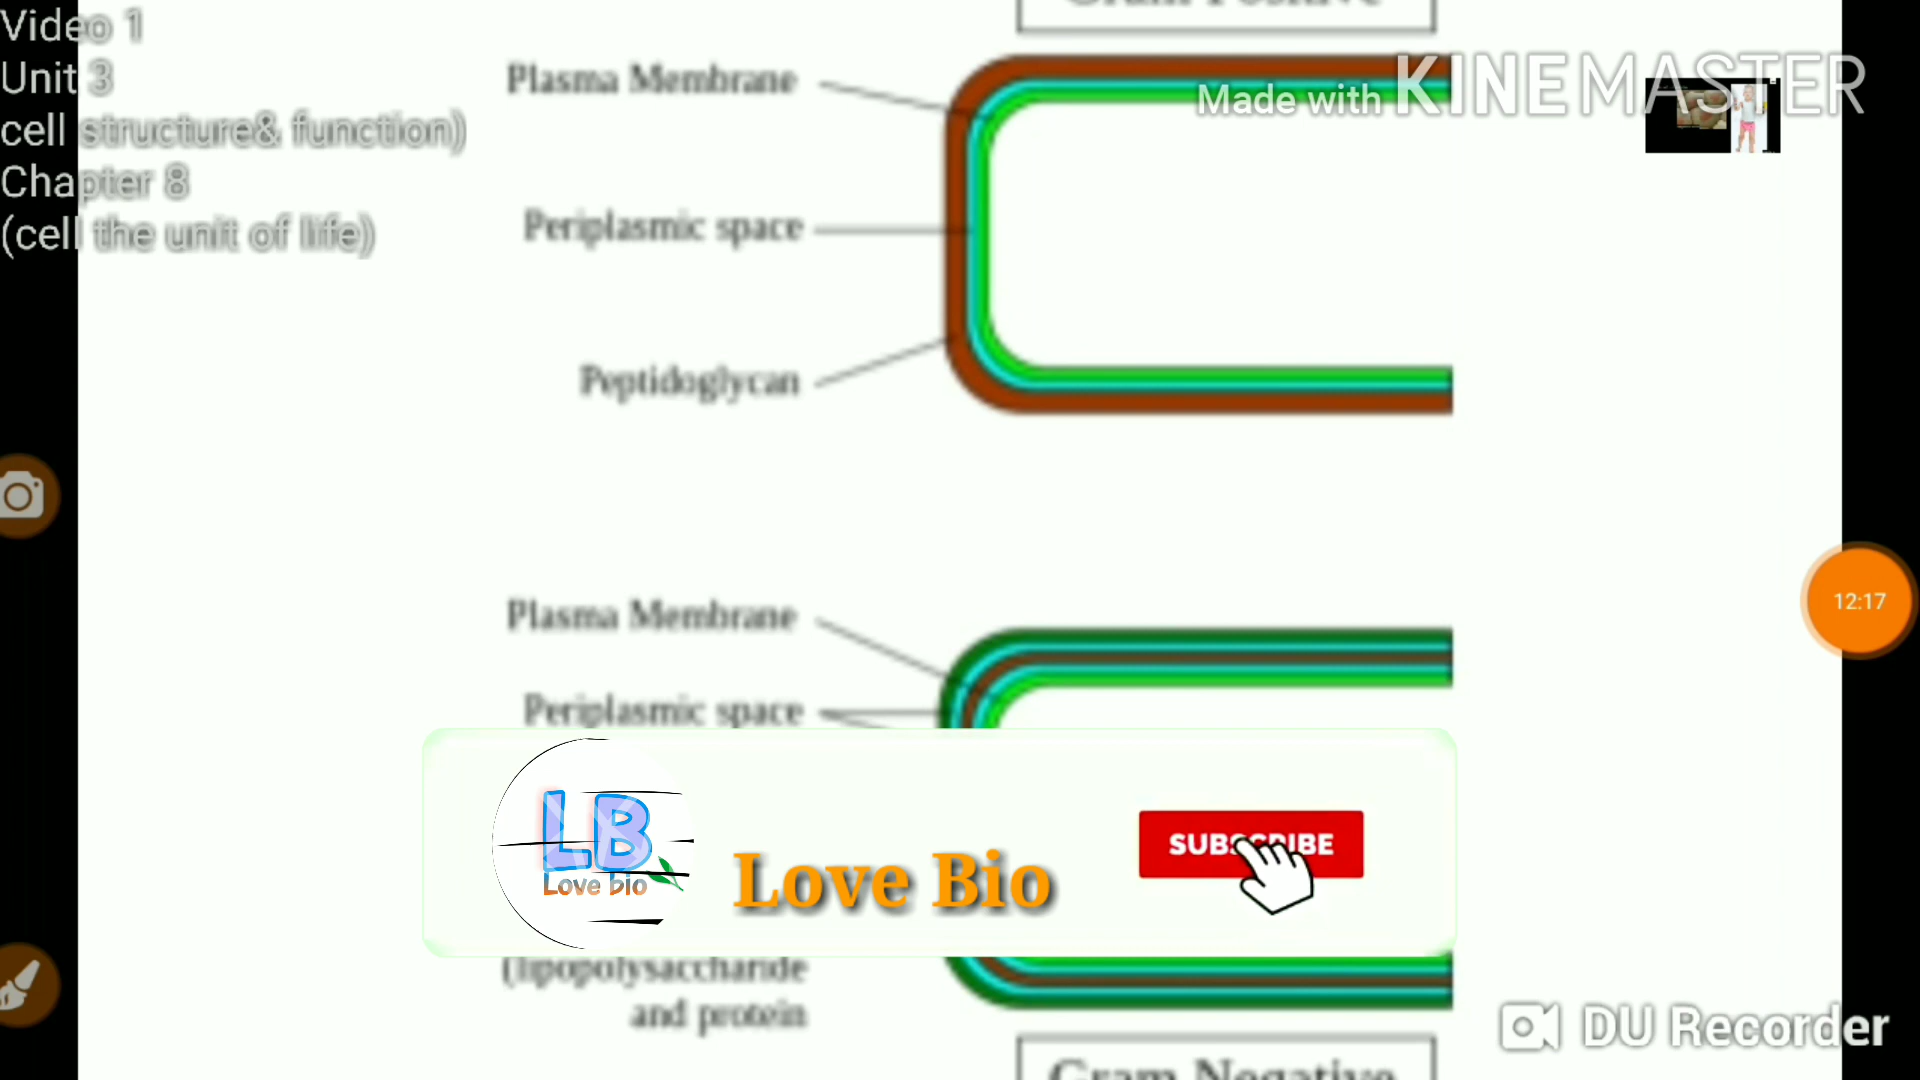 Video 1
Unit 3
cell structure& function)
Chapter 8
(cell the unit of life)
Gram Positive
Made with KINEMASTER
Plasma Membrane
Periplasmic space
Peptidoglycan
12:17
Plasma Membrane
Periplasmic space
LB
Love bio
Love Bio
SUBSCRIBE
(lipopolysaccharide
and protein
DU Recorder
Gram Negative